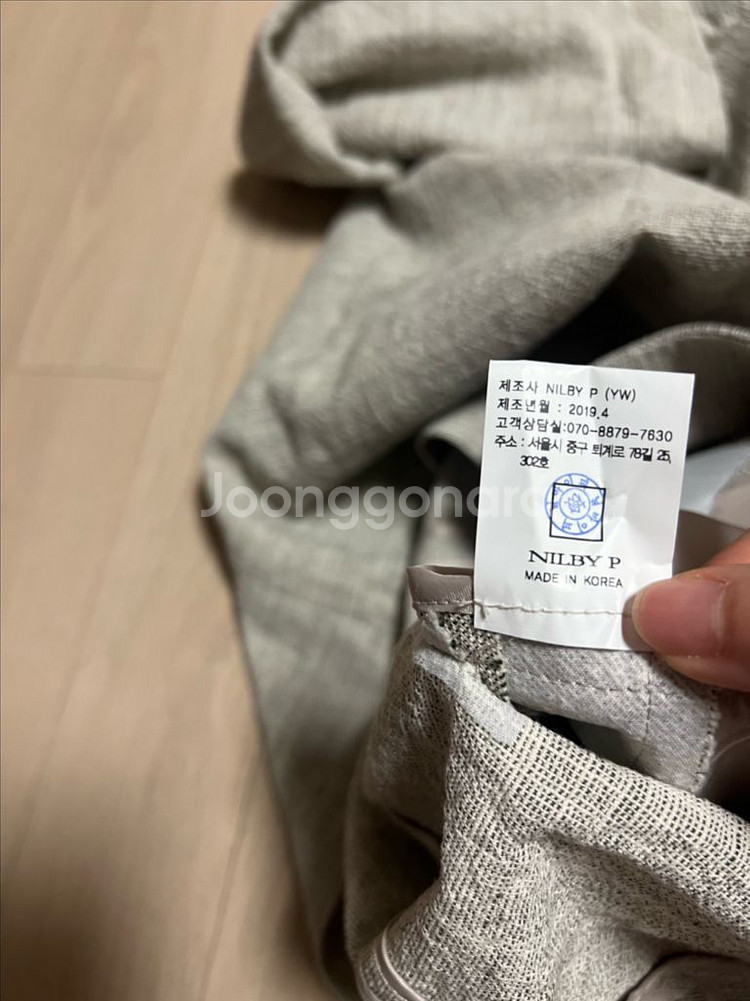 제조사 NILBY P (YW)
제조년월 : 2019.4
고객상담실:070-8879-7630
주소 : 서울시 중구 퇴계로 78길 25,
302호
NILBY P
MADE IN KOREA
Joonggonara